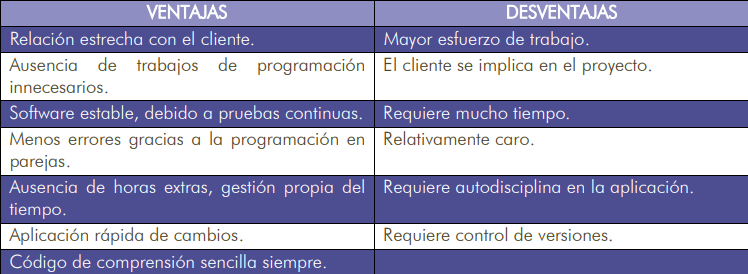 VENTAJAS DESVENTAJAS
Relación estrecha con el cliente. Mayor esfuerzo de trabajo.
Ausencia de trabajos de programación El cliente se implica en el proyecto.
innecesarios.
Software estable, debido a pruebas continuas. Requiere mucho tiempo.
Menos errores gracias a la programación en Relativamente caro.
parejas.
Ausencia de horas extras, gestión propia del Requiere autodisciplina en la aplicación.
tiempo.
Aplicación rápida de cambios. Requiere control de versiones.
Código de comprensión sencilla siempre.